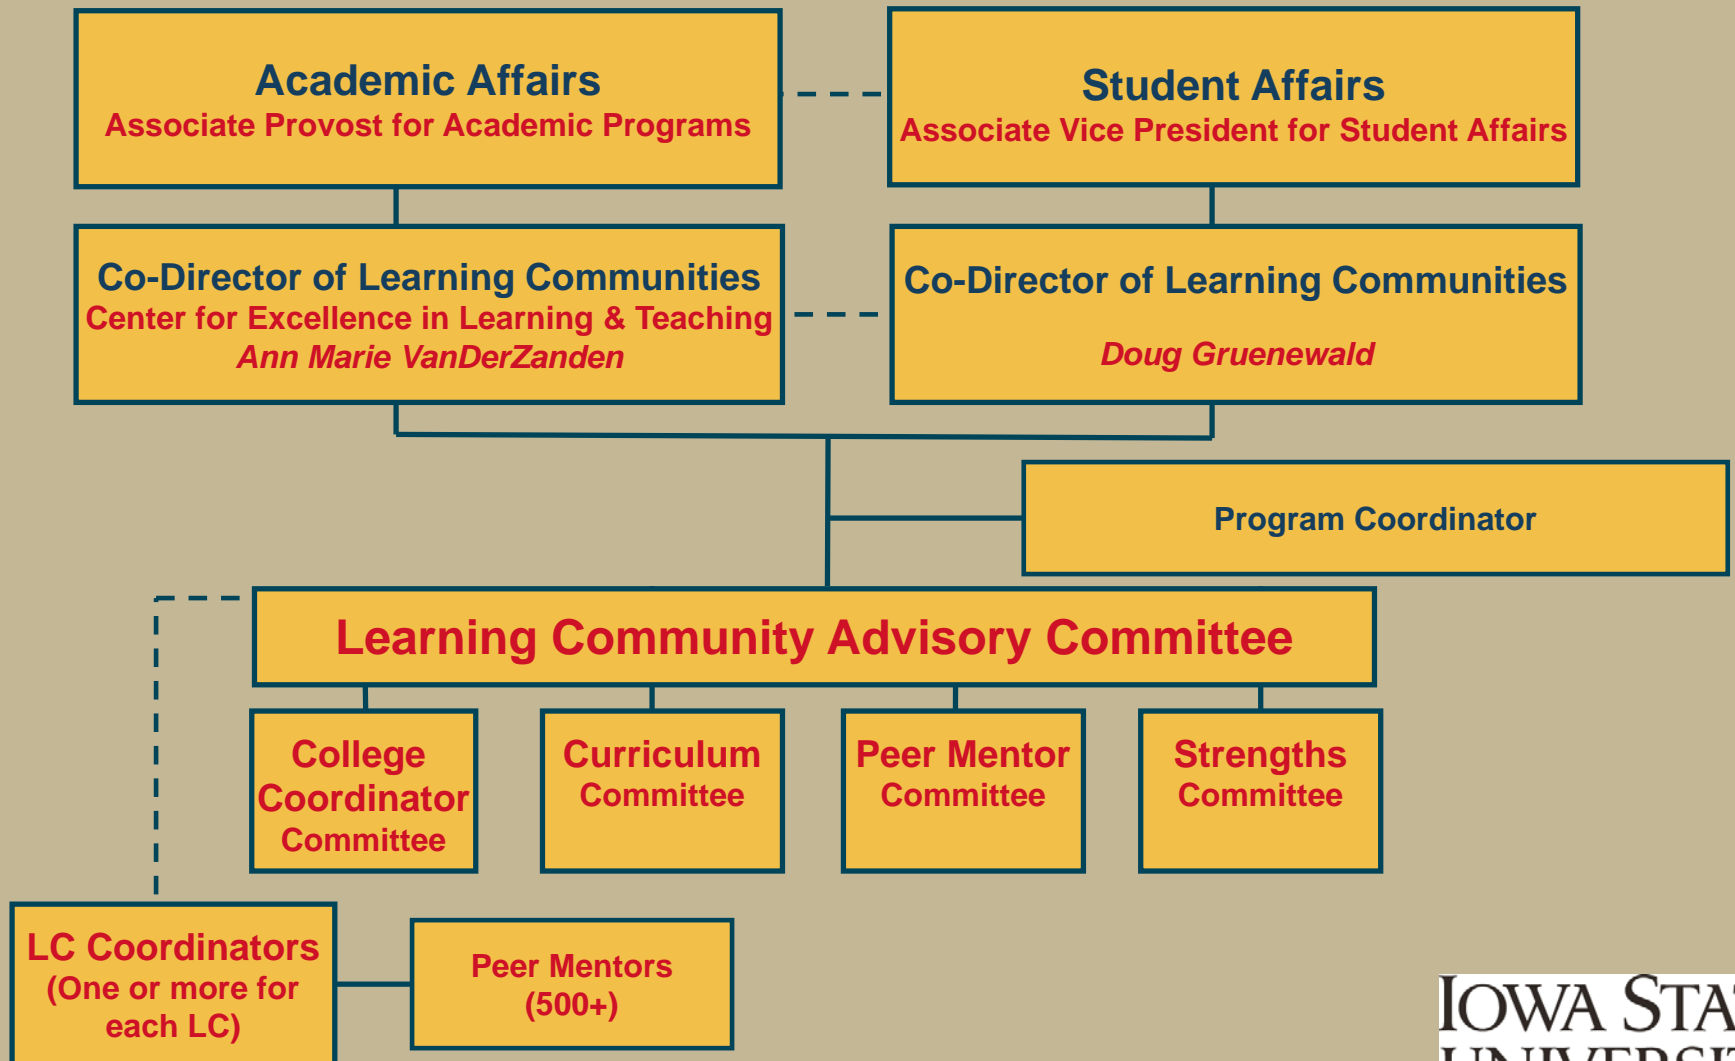 Academic Affairs
Associate Provost for Academic Programs
Student Affairs
Associate Vice President for Student Affairs
Co-Director of Learning Communities
Center for Excellence in Learning & Teaching
Ann Marie VanDerZanden
Co-Director of Learning Communities
Doug Gruenewald
Program Coordinator
Learning Community Advisory Committee
College
Coordinator
Committee
Curriculum
Committee
Peer Mentor
Committee
Strengths
Committee
LC Coordinators
(One or more for
each LC)
Peer Mentors
(500+)
IOWA